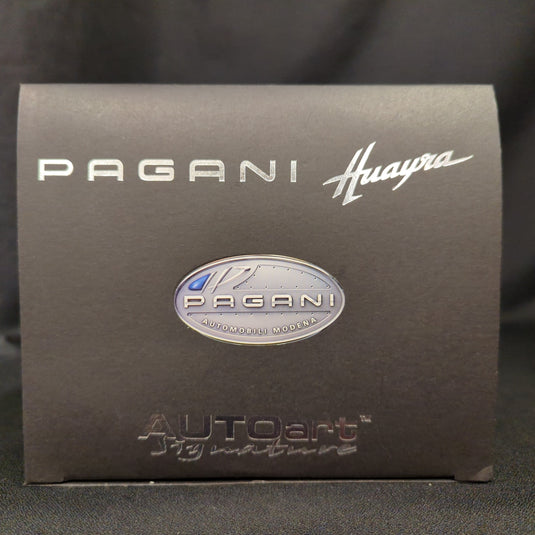 PAGANI Huayra
PAGANI
AUTOMOBILI MODENA
AUTOart™
Signature